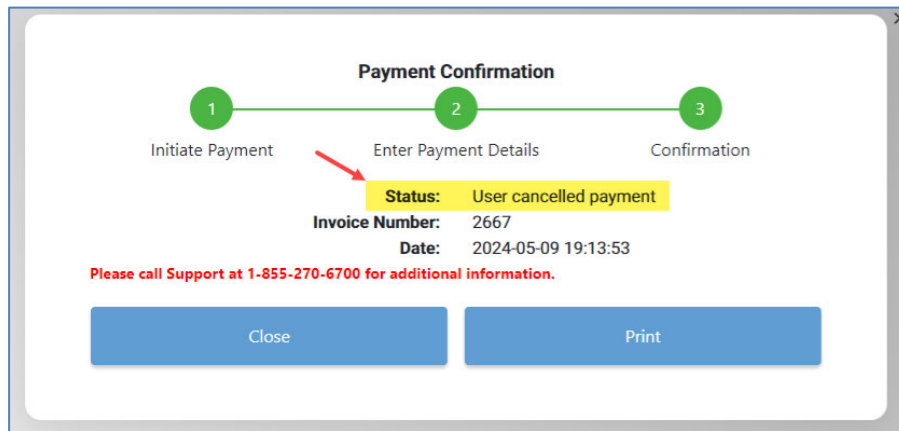 Payment Confirmation
1 2 3
Initiate Payment Enter Payment Details Confirmation
Status: User cancelled payment
Invoice Number: 2667
Date: 2024-05-09 19:13:53
Please call Support at 1-855-270-6700 for additional information.
Close Print